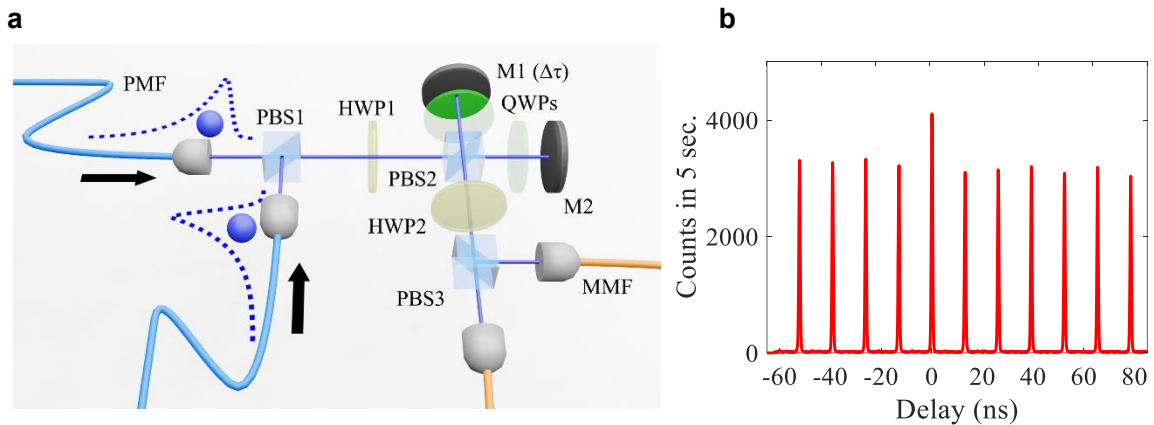 a
PMF
PBS1
HWP1
M1 (Δτ)
QWPs
PBS2
M2
HWP2
PBS3
MMF
b
Counts in 5 sec.
4000
2000
0
-60 -40 -20 0 20 40 60 80
Delay (ns)